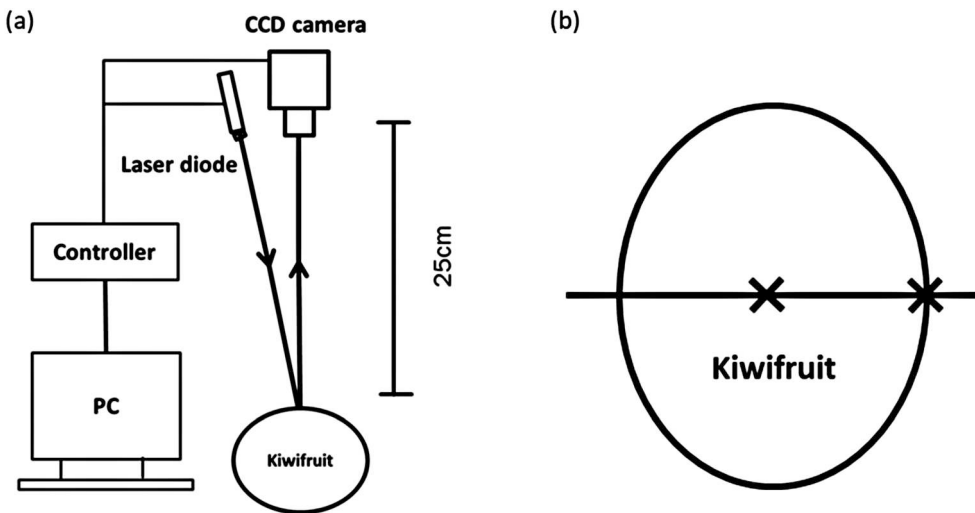 (a)
CCD camera
Laser diode
Controller
25cm
PC
Kiwifruit
(b)
Kiwifruit